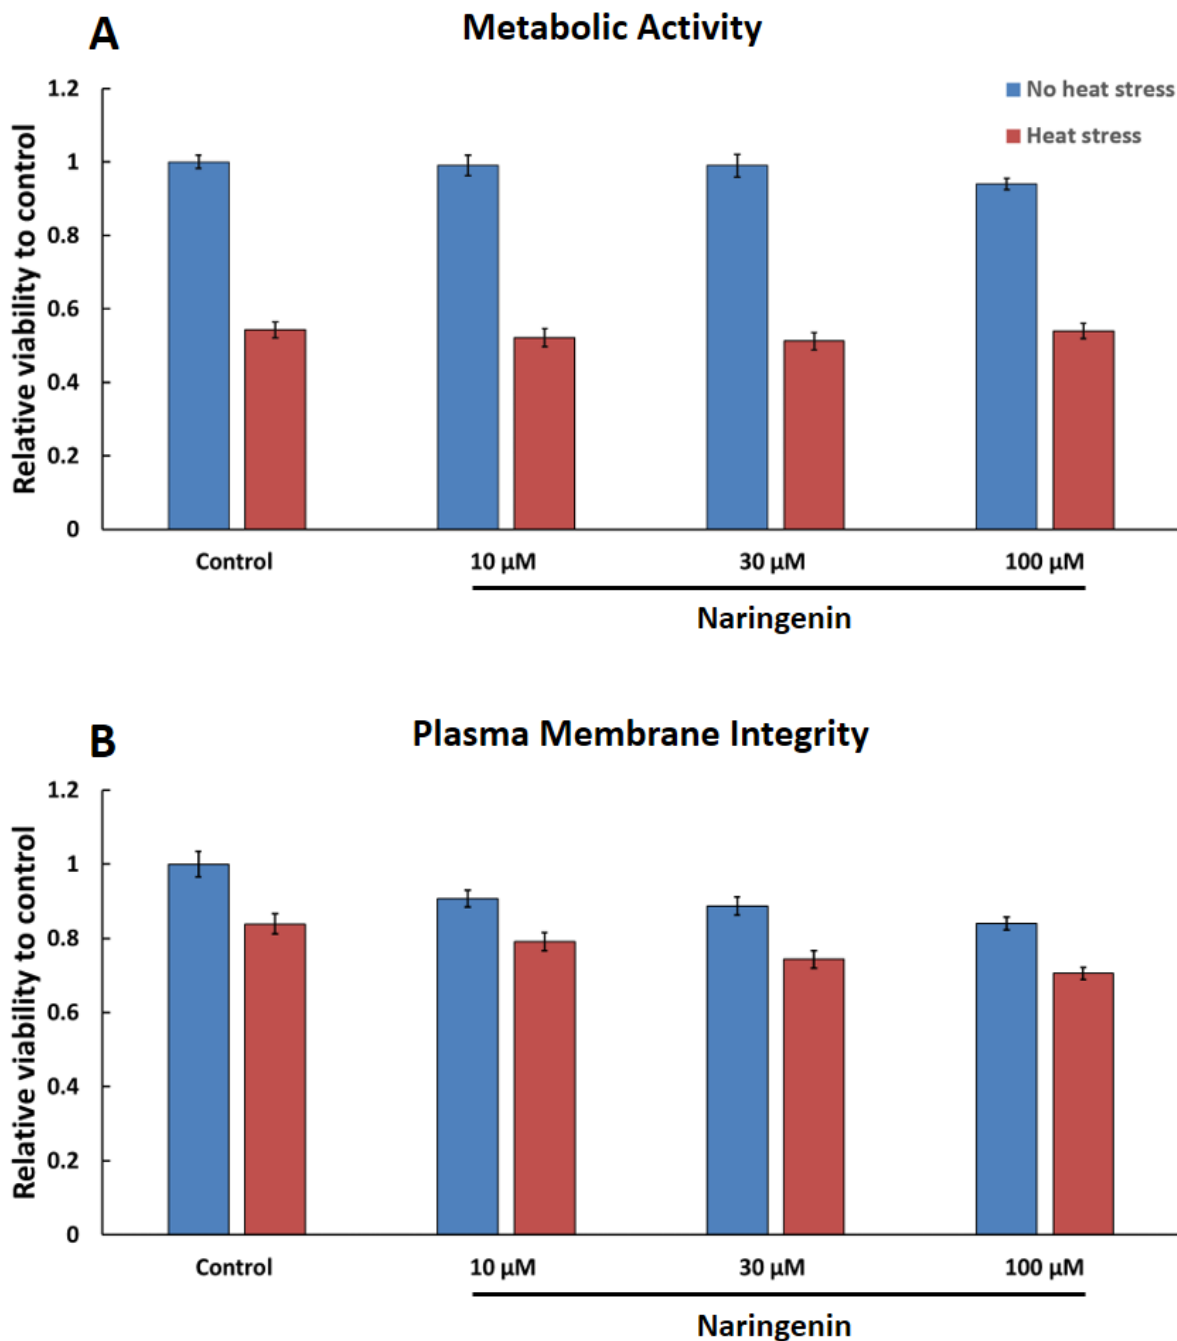 A
Metabolic Activity
Relative viability to control
1.2
1
0.8
0.6
0.4
0.2
0
No heat stress
Heat stress
Control
10 µM
30 µM
100 µM
Naringenin
B
Plasma Membrane Integrity
Relative viability to control
1.2
1
0.8
0.6
0.4
0.2
0
Control
10 µM
30 µM
100 µM
Naringenin